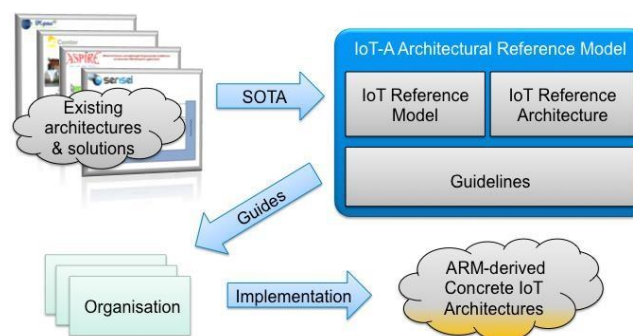 ASPIRE
sensei
Existing
architectures
& solutions
SOTA
IoT-A Architectural Reference Model
IoT Reference
Model
IoT Reference
Architecture
Guidelines
Guides
Organisation
Implementation
ARM-derived
Concrete IoT
Architectures